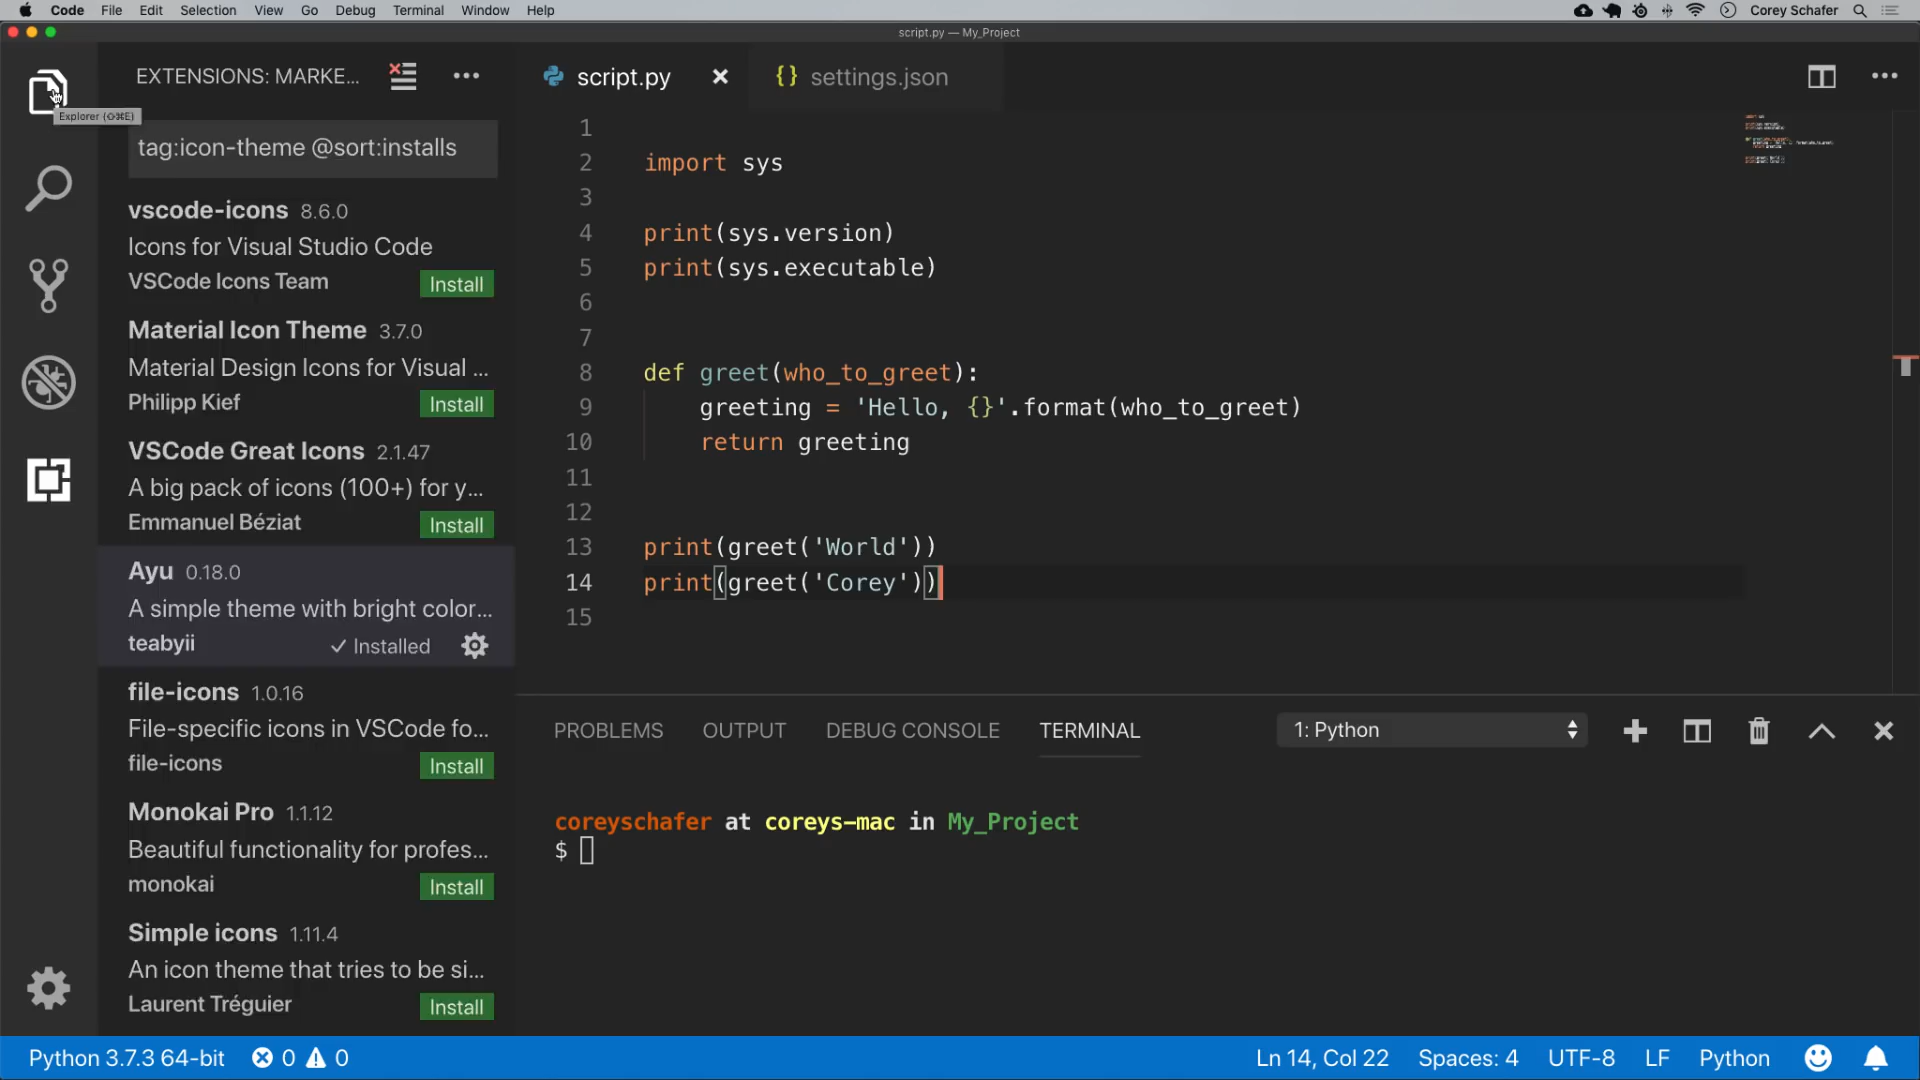 Code File Edit Selection View Go Debug Terminal Window Help Corey Schafer
script.py — My_Project
EXTENSIONS: MARKE...
script.py
{} settings.json
Explorer (⇧⌘E)
tag:icon-theme @sort:installs
vscode-icons 8.6.0
Icons for Visual Studio Code
VSCode Icons Team Install
Material Icon Theme 3.7.0
Material Design Icons for Visual ...
Philipp Kief Install
VSCode Great Icons 2.1.47
A big pack of icons (100+) for y...
Emmanuel Béziat Install
Ayu 0.18.0
A simple theme with bright color...
teabyii ✓ Installed
file-icons 1.0.16
File-specific icons in VSCode fo...
file-icons Install
Monokai Pro 1.1.12
Beautiful functionality for profes...
monokai Install
Simple icons 1.11.4
An icon theme that tries to be si...
Laurent Tréguier Install
1
2 import sys
3
4 print(sys.version)
5 print(sys.executable)
6
7
8 def greet(who_to_greet):
9 greeting = 'Hello, {}'.format(who_to_greet)
10 return greeting
11
12
13 print(greet('World'))
14 print(greet('Corey'))
15
PROBLEMS OUTPUT DEBUG CONSOLE TERMINAL 1: Python
coreyschafer at coreys-mac in My_Project
$
Python 3.7.3 64-bit 0 0 Ln 14, Col 22 Spaces: 4 UTF-8 LF Python